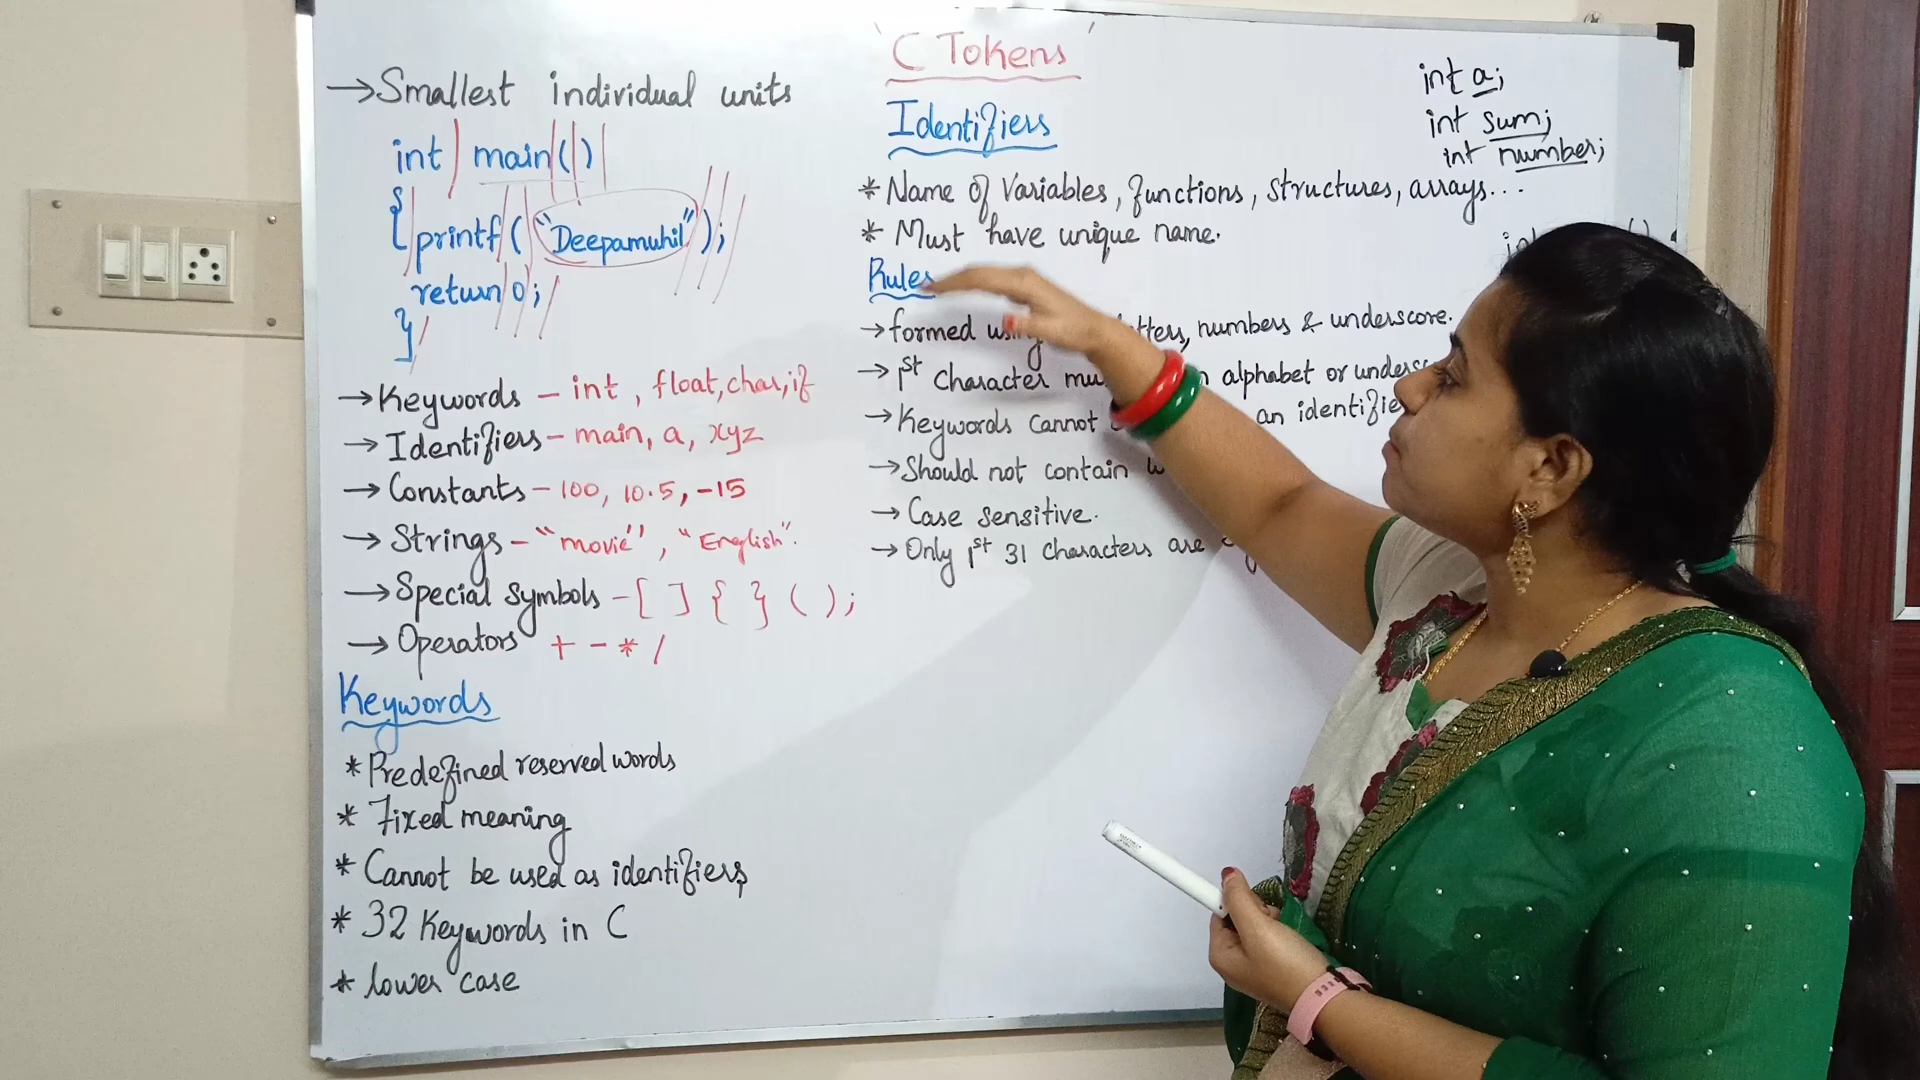 C Tokens
→ Smallest individual units
int main()
{
printf("Deepamuhil");
return 0;
}
→ Keywords – int, float, char, if
→ Identifiers – main, a, xyz
→ Constants – 100, 10.5, -15
→ Strings – "movie", "English".
→ Special Symbols – [ ] { } ( ) ;
→ Operators + - * /
Keywords
* Predefined reserved words
* Fixed meaning
* Cannot be used as identifiers,
* 32 Keywords in C
* lower case
Identifiers
* Name of Variables, functions, structures, arrays...
* Must have unique name.
Rules
→ formed using letters, numbers & underscore.
→ 1st Character alphabet or
→ Keywords Cannot an
→ Should not contain
→ Case sensitive.
→ Only 1st 31 characters are
int a;
int sum;
int number;